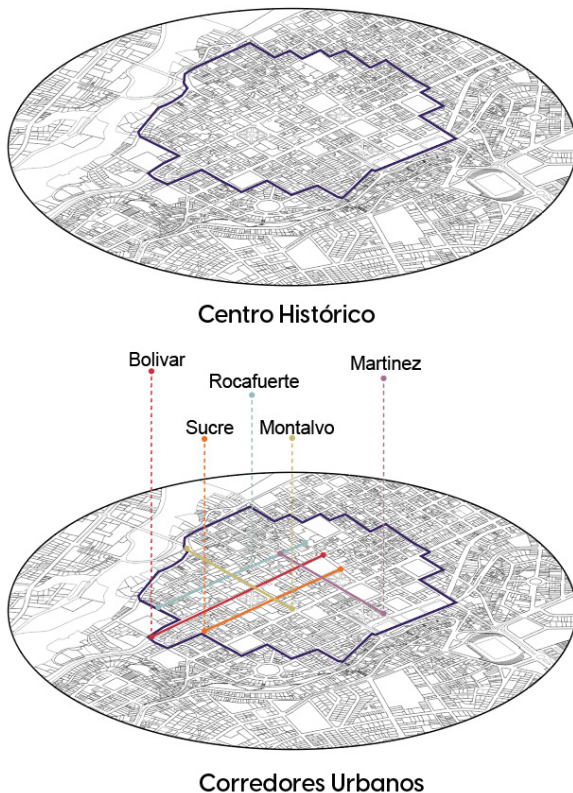 Centro Histórico
Bolivar
Martinez
Rocafuerte
Sucre
Montalvo
Corredores Urbanos